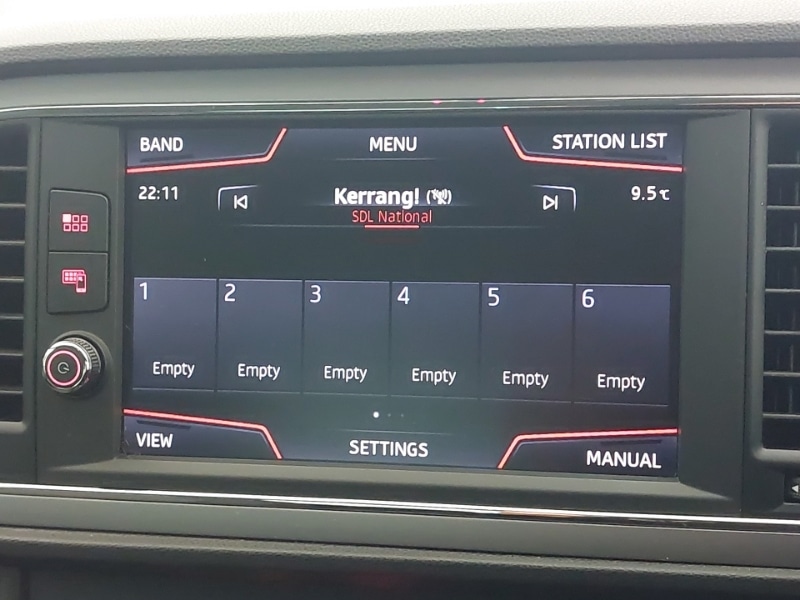 BAND MENU STATION LIST
22:11 Kerrang! 9.5°C
SDL National
1 2 3 4 5 6
Empty Empty Empty Empty Empty Empty
VIEW SETTINGS MANUAL